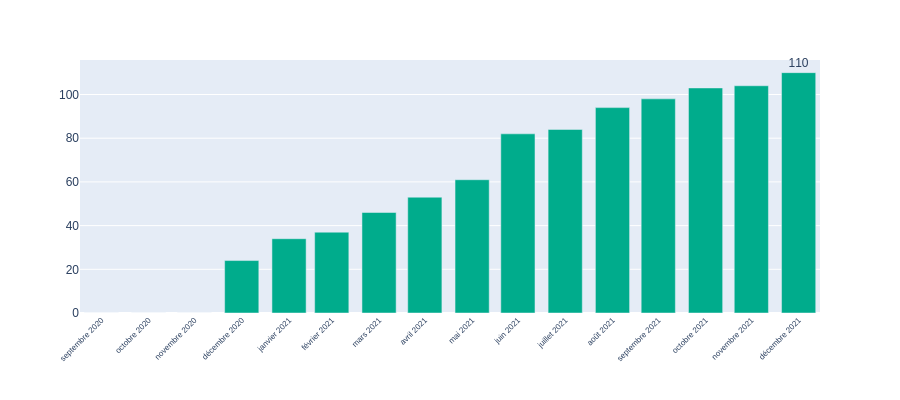 110
100
80
60
40
20
0
septembre 2020
octobre 2020
novembre 2020
décembre 2020
janvier 2021
février 2021
mars 2021
avril 2021
mai 2021
juin 2021
juillet 2021
août 2021
septembre 2021
octobre 2021
novembre 2021
décembre 2021